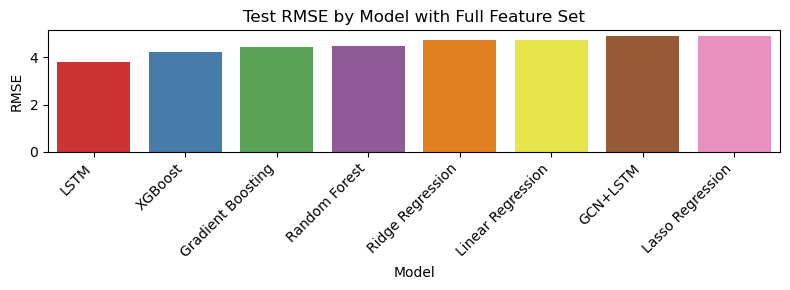 Test RMSE by Model with Full Feature Set
RMSE
4
2
0
LSTM
XGBoost
Gradient Boosting
Random Forest
Ridge Regression
Linear Regression
GCN+LSTM
Lasso Regression
Model